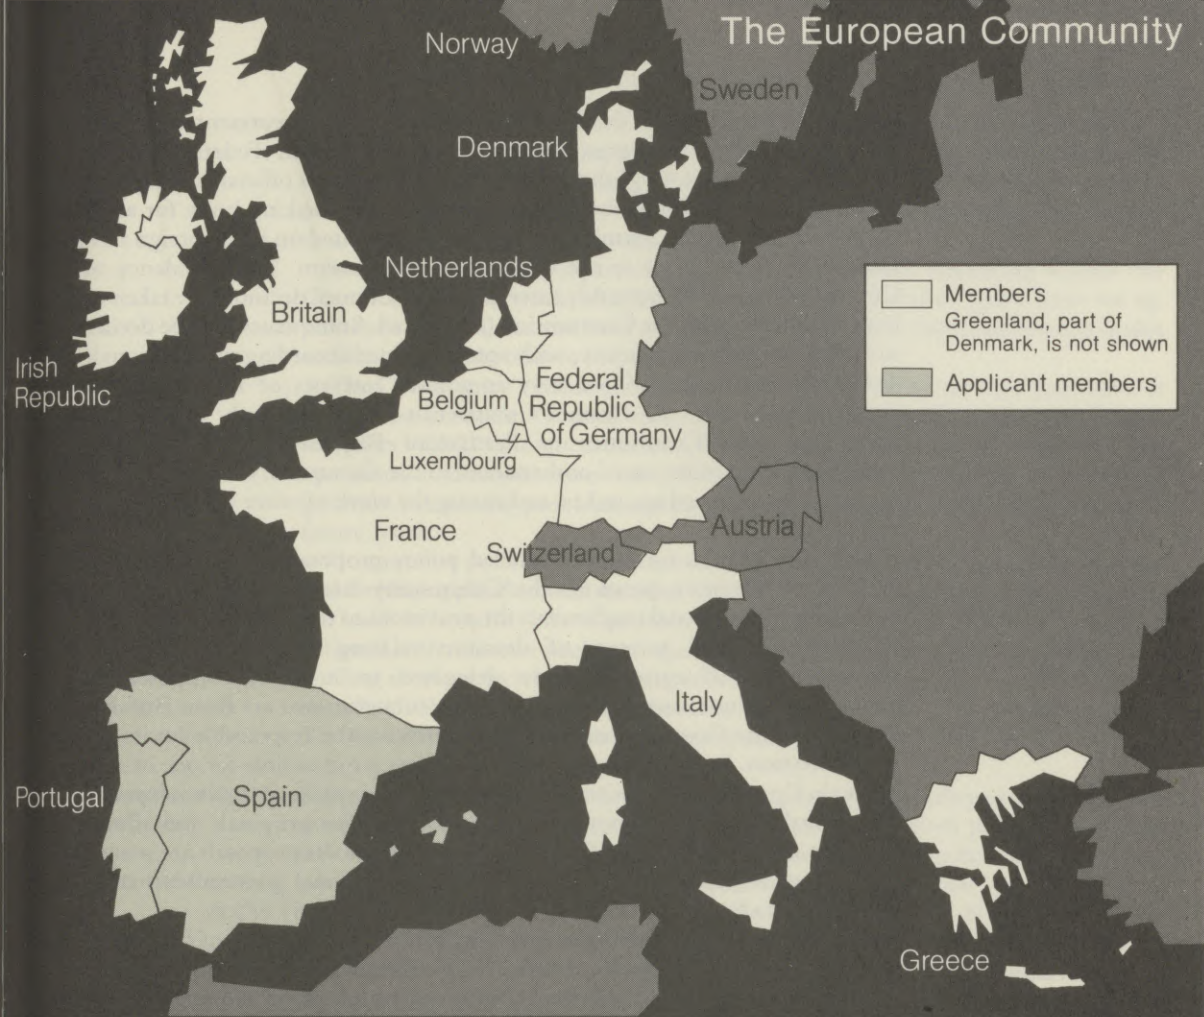 The European Community
Norway
Sweden
Denmark
Netherlands
Members
Greenland, part of
Denmark, is not shown
Applicant members
Britain
Irish
Republic
Belgium
Federal
Republic
of Germany
Luxembourg
France
Switzerland
Austria
Italy
Portugal
Spain
Greece